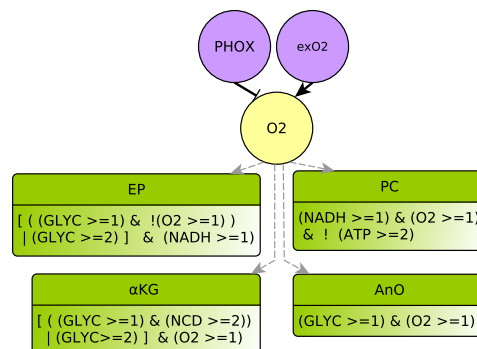 PHOX
exO2
O2
EP
[ ( (GLYC >=1) & !(O2 >=1) )
| (GLYC >=2) ] & (NADH >=1)
PC
(NADH >=1) & (O2 >=1)
& ! (ATP >=2)
αKG
[ ( (GLYC >=1) & (NCD >=2))
| (GLYC>=2) ] & (O2 >=1)
AnO
(GLYC >=1) & (O2 >=1)